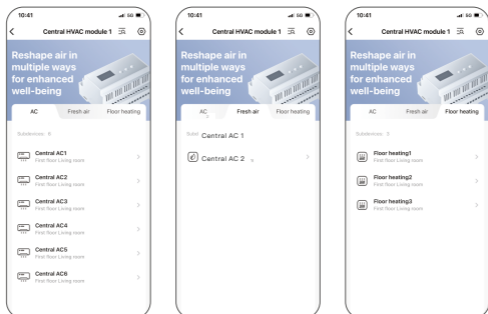 10:41
5G
Central HVAC module 1
Reshape air in
multiple ways
for enhanced
well-being
AC
Fresh air
Floor heating
Subdevices: 6
Central AC1
First floor Living room
Central AC2
First floor Living room
Central AC3
First floor Living room
Central AC4
First floor Living room
Central AC5
First floor Living room
Central AC6
First floor Living room
10:41
5G
Central HVAC module 1
Reshape air in
multiple ways
for enhanced
well-being
AC
Fresh air
Floor heating
Central AC 1
Central AC 2
10:41
5G
Central HVAC module 1
Reshape air in
multiple ways
for enhanced
well-being
AC
Fresh air
Floor heating
Subdevices: 3
Floor heating1
First floor Living room
Floor heating2
First floor Living room
Floor heating3
First floor Living room